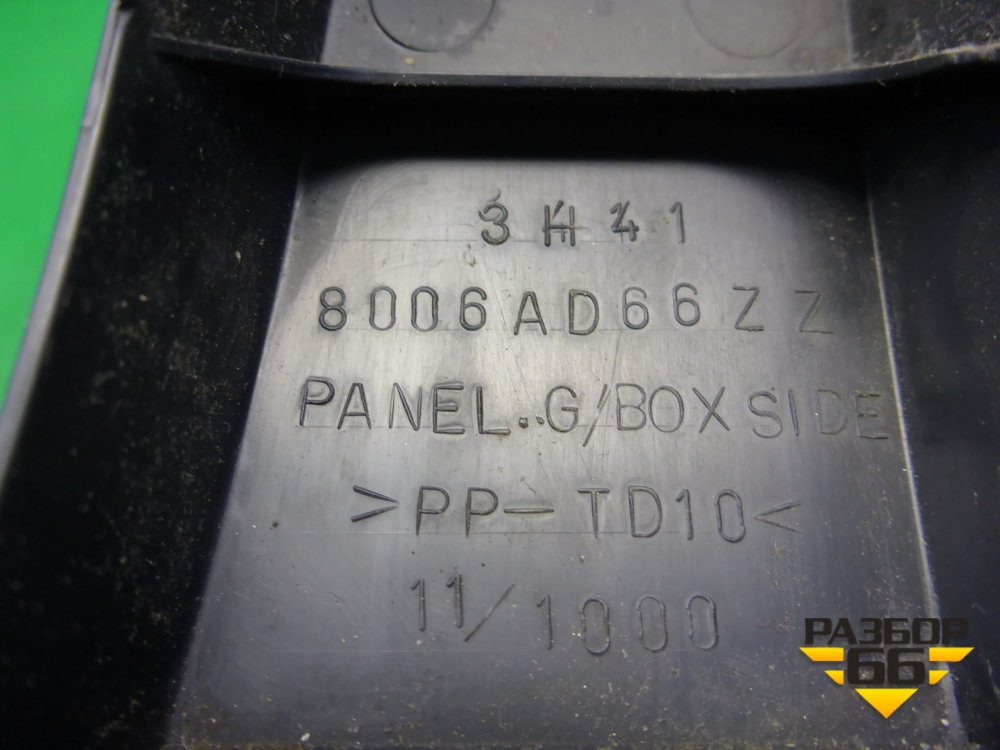 3H41
8006AD66ZZ
PANEL..G/BOX SIDE
>PP-TD10<
11/1000
РАЗБОР
66